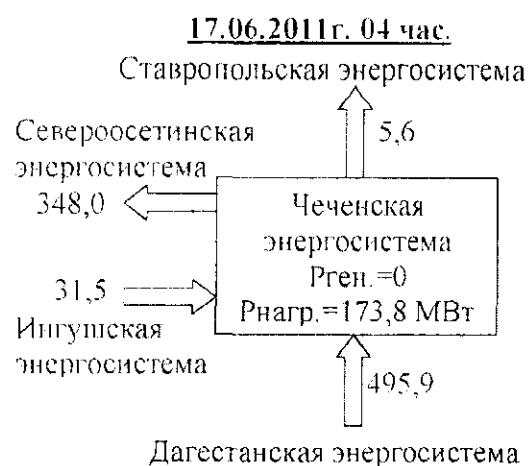 17.06.2011г. 04 час.
Ставропольская энергосистема
5,6
Североосетинская
энергосистема
348,0
Чеченская
энергосистема
Рген.=0
Рнагр.=173,8 МВт
31,5
Ингушская
энергосистема
495,9
Дагестанская энергосистема